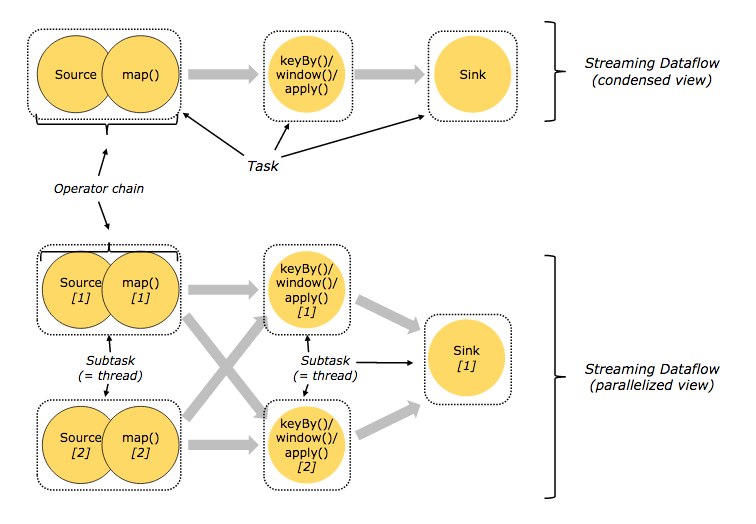 Source
map()
keyBy()/
window()/
apply()
Sink
Streaming Dataflow
(condensed view)
Task
Operator chain
Source
[1]
map()
[1]
keyBy()/
window()/
apply()
[1]
Subtask
(= thread)
Subtask
(= thread)
Sink
[1]
Streaming Dataflow
(parallelized view)
Source
[2]
map()
[2]
keyBy()/
window()/
apply()
[2]